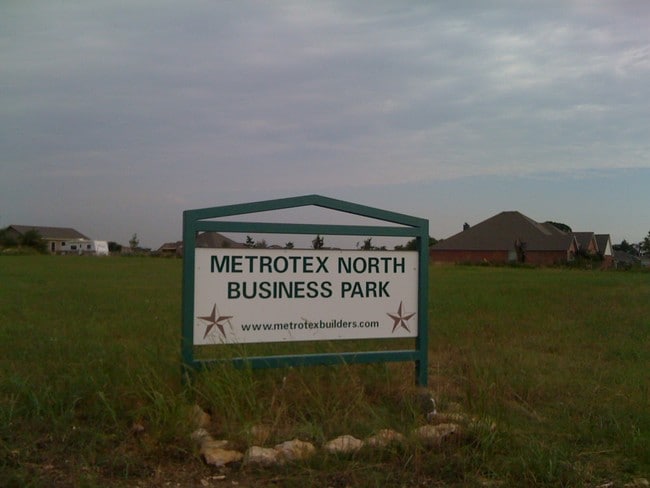 METROTEX NORTH
BUSINESS PARK
www.metrotexbuilders.com